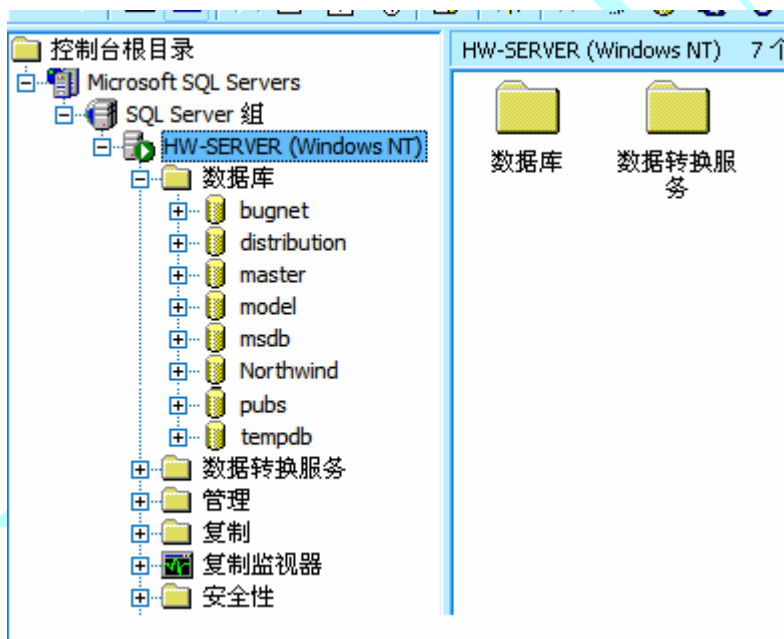 控制台根目录
Microsoft SQL Servers
SQL Server 组
HW-SERVER (Windows NT)
数据库
bugnet
distribution
master
model
msdb
Northwind
pubs
tempdb
数据转换服务
管理
复制
复制监视器
安全性
HW-SERVER (Windows NT) 7 个
数据库
数据转换服
务